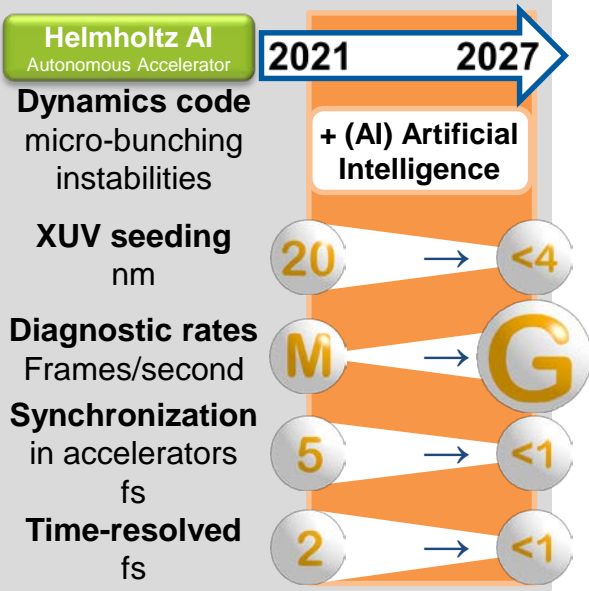 Helmholtz AI
Autonomous Accelerator
2021 2027
Dynamics code
micro-bunching
instabilities
+ (AI) Artificial
Intelligence
XUV seeding
nm
20 → <4
Diagnostic rates
Frames/second
M → G
Synchronization
in accelerators
fs
5 → <1
Time-resolved
fs
2 → <1